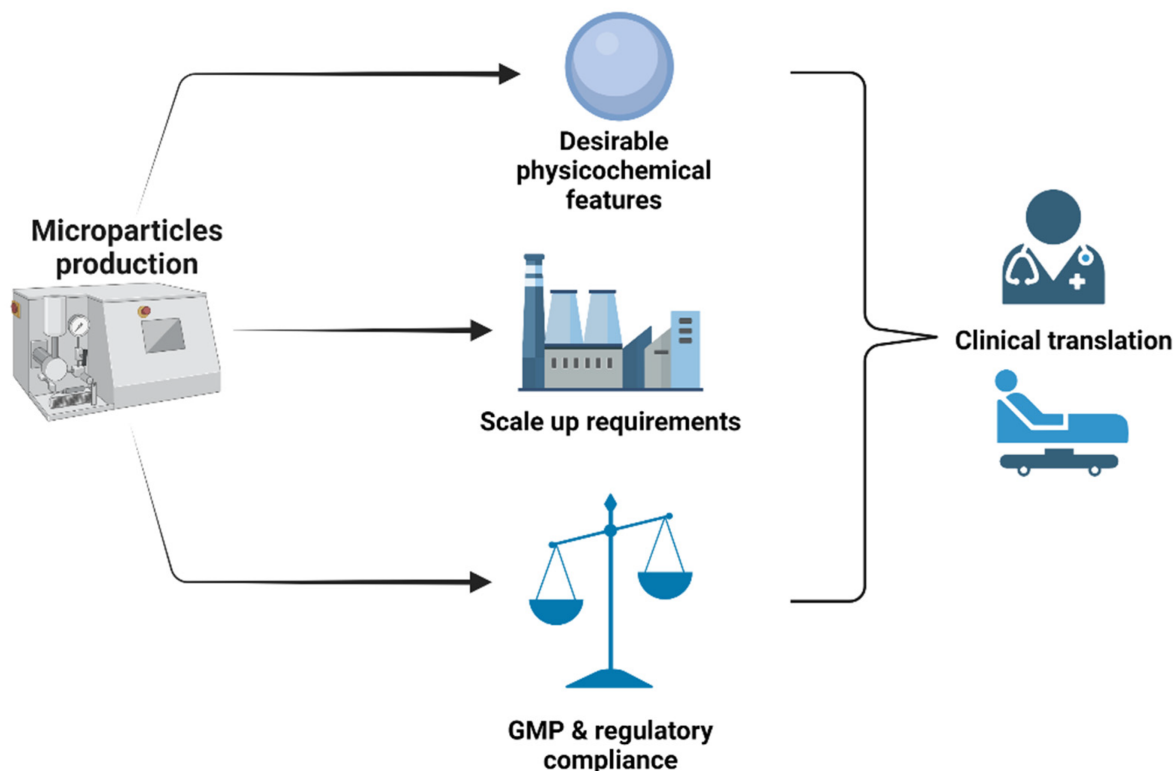 Desirable
physicochemical
features
Microparticles
production
Scale up requirements
Clinical translation
GMP & regulatory
compliance